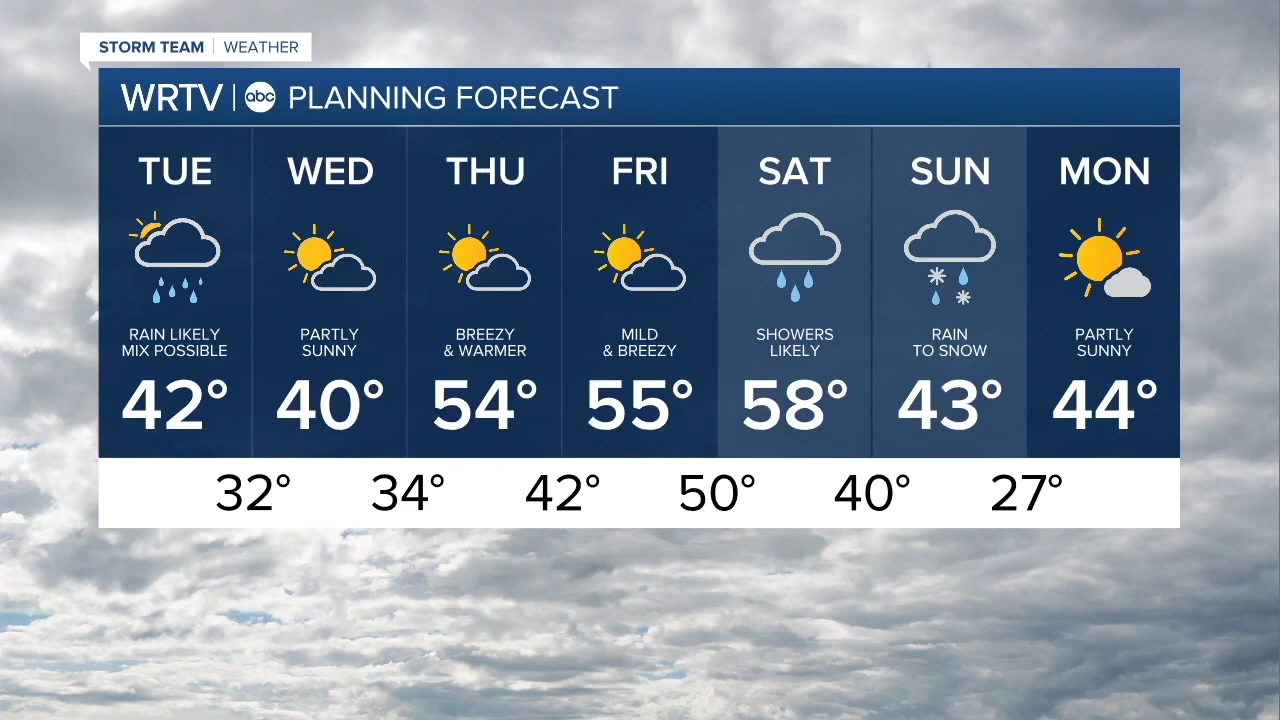 STORM TEAM | WEATHER
WRTV | abc PLANNING FORECAST
TUE WED THU FRI SAT SUN MON
RAIN LIKELY PARTLY BREEZY MILD SHOWERS RAIN PARTLY
MIX POSSIBLE SUNNY & WARMER & BREEZY LIKELY TO SNOW SUNNY
42° 40° 54° 55° 58° 43° 44°
32° 34° 42° 50° 40° 27°